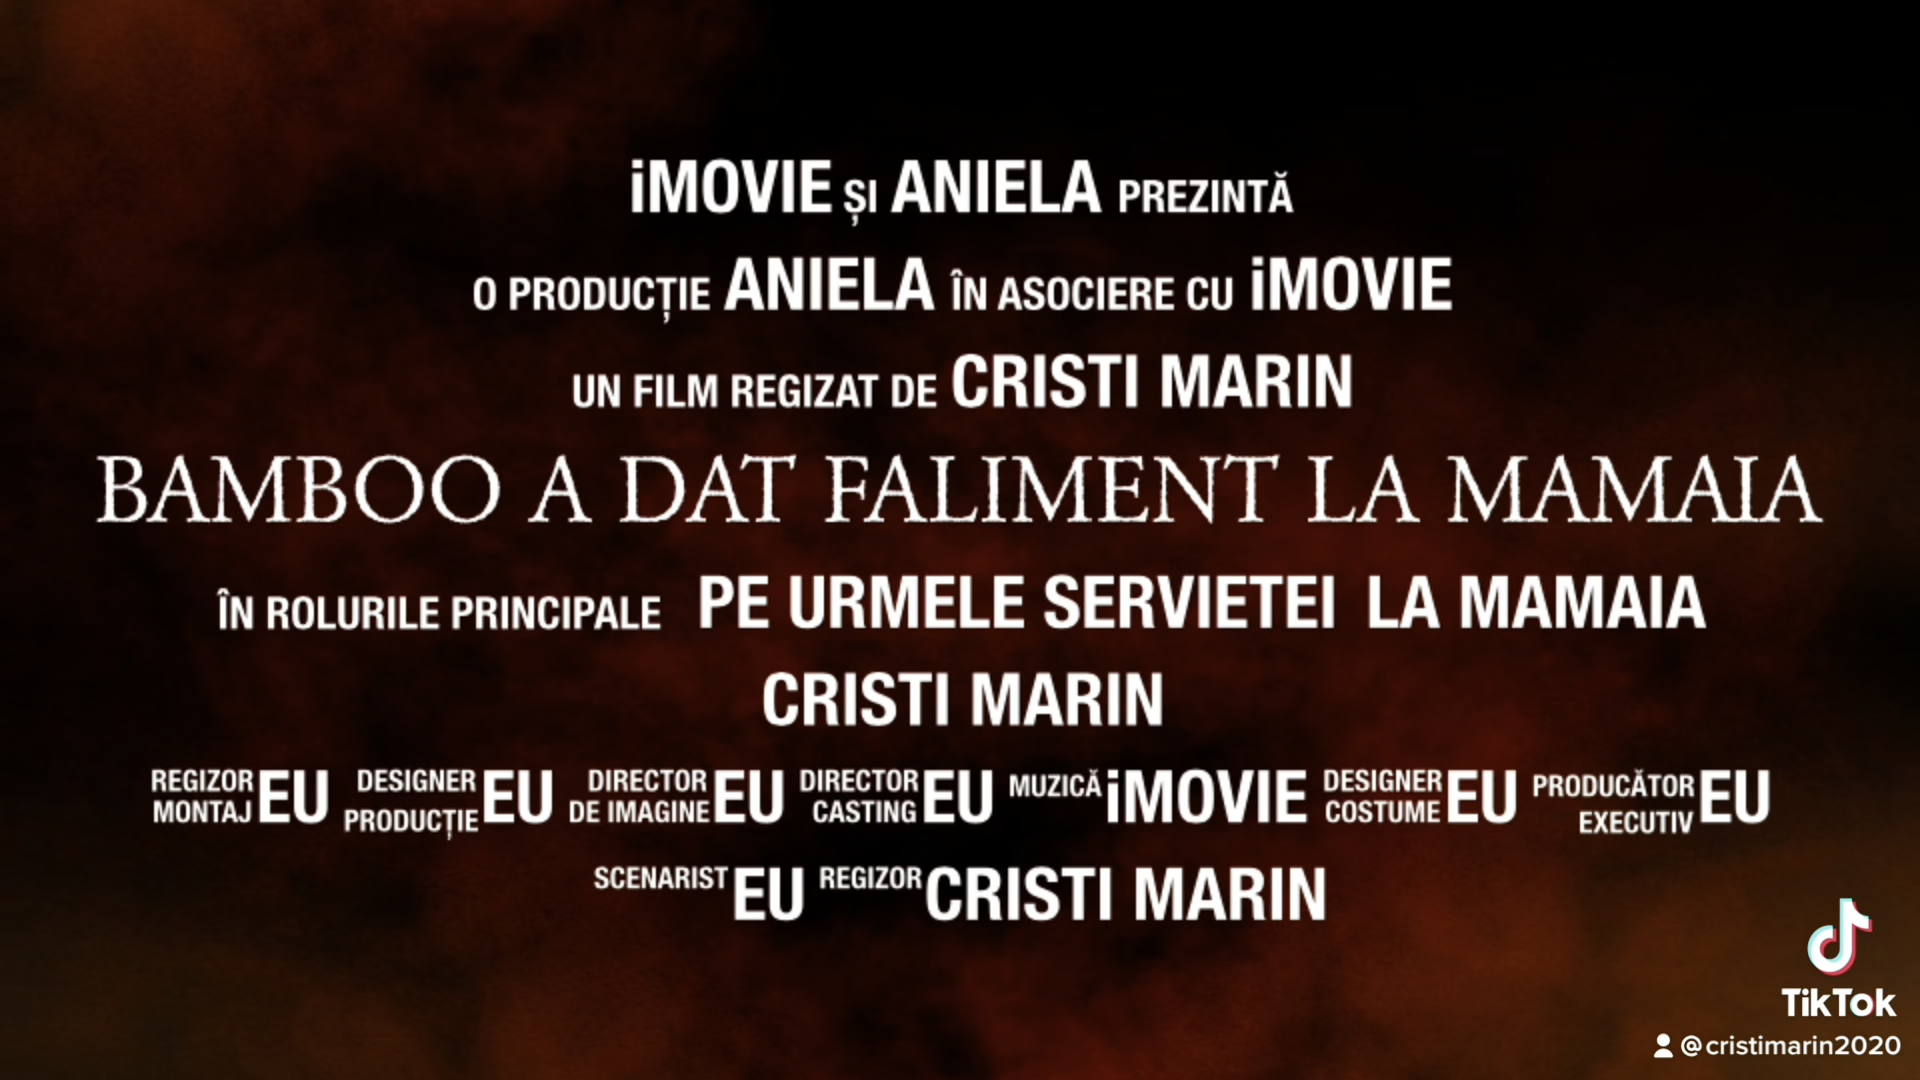 iMOVIE ȘI ANIELA PREZINTĂ
O PRODUCȚIE ANIELA ÎN ASOCIERE CU iMOVIE
UN FILM REGIZAT DE CRISTI MARIN
BAMBOO A DAT FALIMENT LA MAMAIA
ÎN ROLURILE PRINCIPALE PE URMELE SERVIETEI LA MAMAIA
CRISTI MARIN
REGIZOR MONTAJ EU DESIGNER PRODUCȚIE EU DIRECTOR DE IMAGINE EU DIRECTOR CASTING EU MUZICĂ iMOVIE DESIGNER COSTUME EU PRODUCĂTOR EXECUTIV EU
SCENARIST EU REGIZOR CRISTI MARIN
TikTok
@cristimarin2020